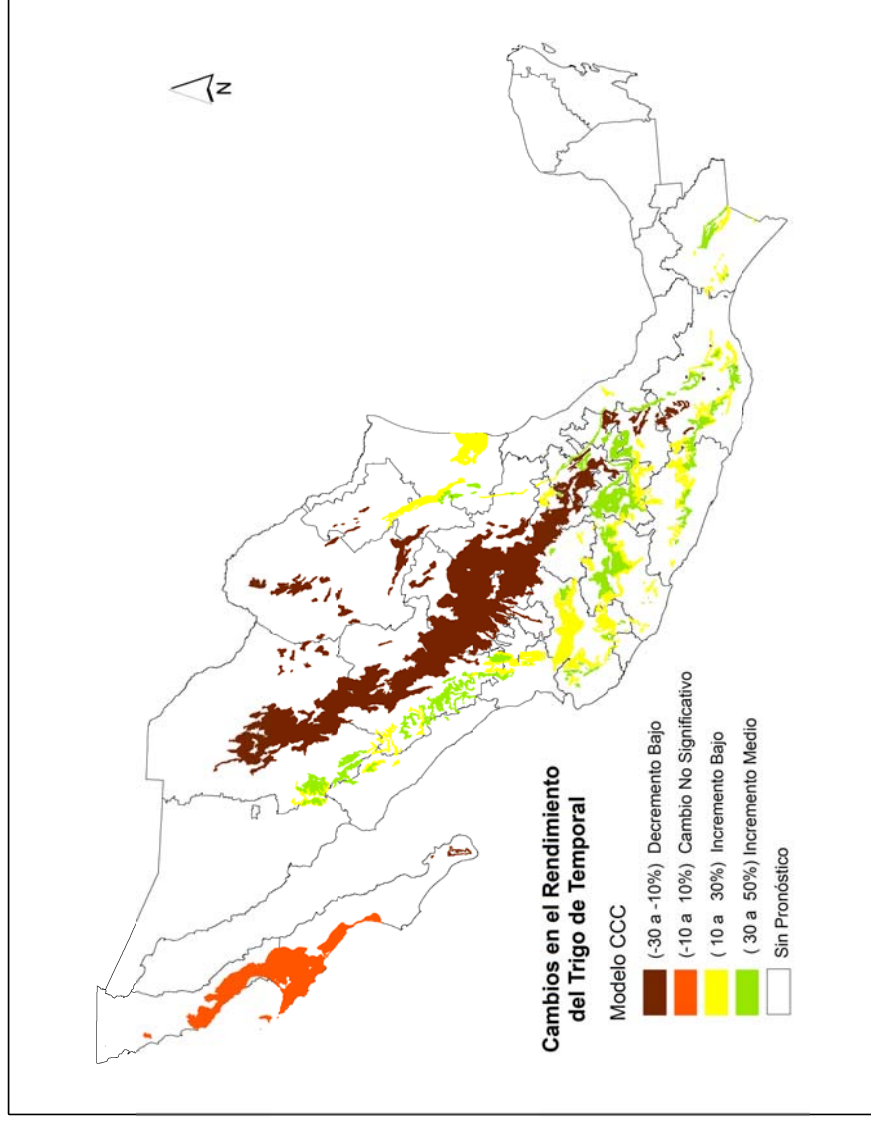 N
Cambios en el Rendimiento
del Trigo de Temporal
Modelo CCC
(-30 a -10%) Decremento Bajo
(-10 a 10%) Cambio No Significativo
( 10 a 30%) Incremento Bajo
( 30 a 50%) Incremento Medio
Sin Pronóstico